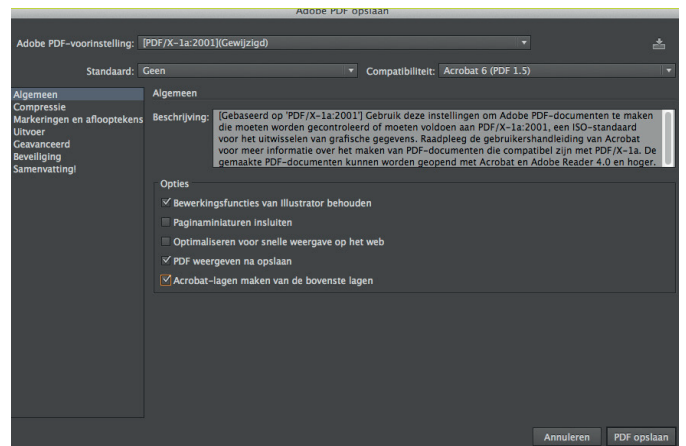 Adobe PDF opslaan
Adobe PDF-voorinstelling: [PDF/X-1a:2001](Gewijzigd)
Standaard: Geen Compatibiliteit: Acrobat 6 (PDF 1.5)
Algemeen
Compressie
Markeringen en aflooptekens
Uitvoer
Geavanceerd
Beveiliging
Samenvatting!
Algemeen
Beschrijving: [Gebaseerd op 'PDF/X-1a:2001'] Gebruik deze instellingen om Adobe PDF-documenten te maken
die moeten worden gecontroleerd of moeten voldoen aan PDF/X-1a:2001, een ISO-standaard
voor het uitwisselen van grafische gegevens. Raadpleeg de gebruikershandleiding van Acrobat
voor meer informatie over het maken van PDF-documenten die compatibel zijn met PDF/X-1a. De
gemaakte PDF-documenten kunnen worden geopend met Acrobat en Adobe Reader 4.0 en hoger.
Opties
Bewerkingsfuncties van Illustrator behouden
Paginaminiaturen insluiten
Optimaliseren voor snelle weergave op het web
PDF weergeven na opslaan
Acrobat-lagen maken van de bovenste lagen
Annuleren PDF opslaan